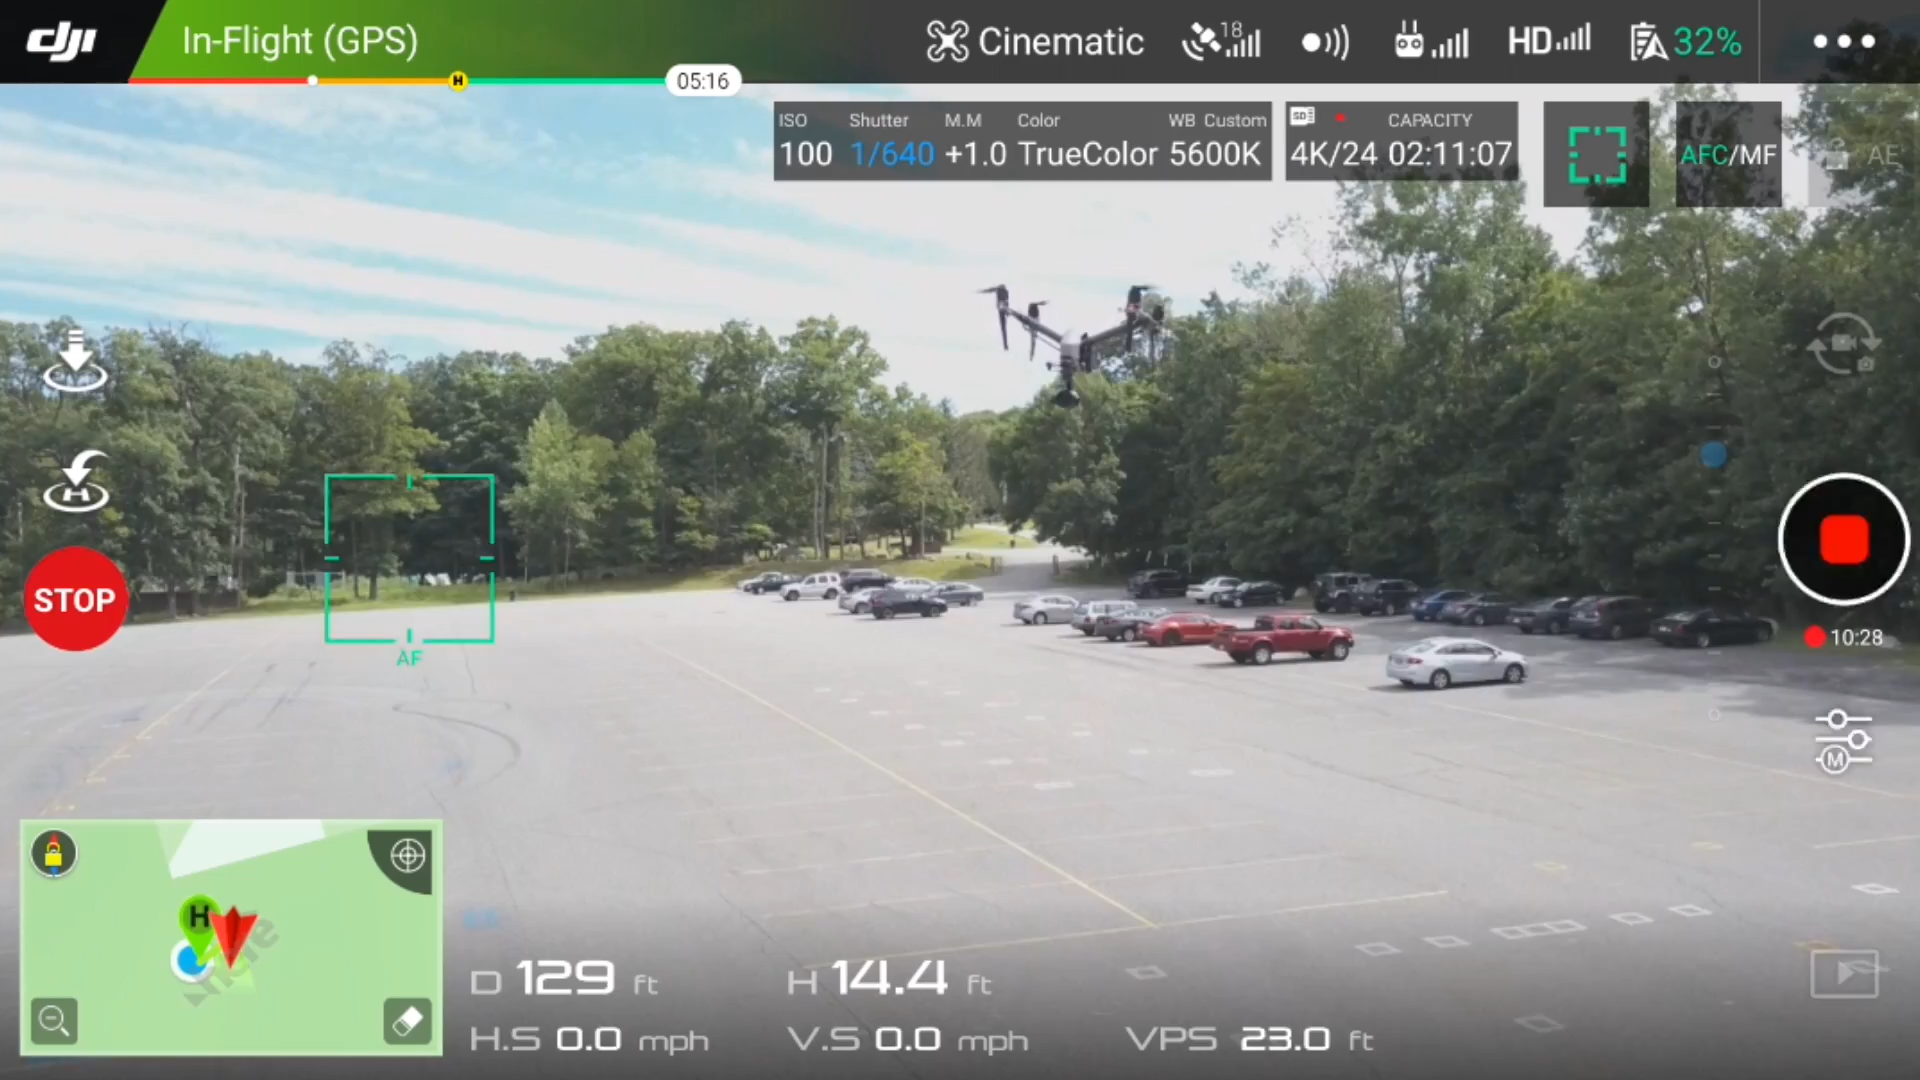 dji
In-Flight (GPS)
Cinematic
18
HD
32%
H
05:16
ISO
100
Shutter
1/640
M.M
+1.0
Color
TrueColor
WB Custom
5600K
SD
CAPACITY
4K/24 02:11:07
AFC/MF
AE
H
STOP
AF
10:28
M
H
D 129 ft
H 14.4 ft
H.S 0.0 mph
V.S 0.0 mph
VPS 23.0 ft